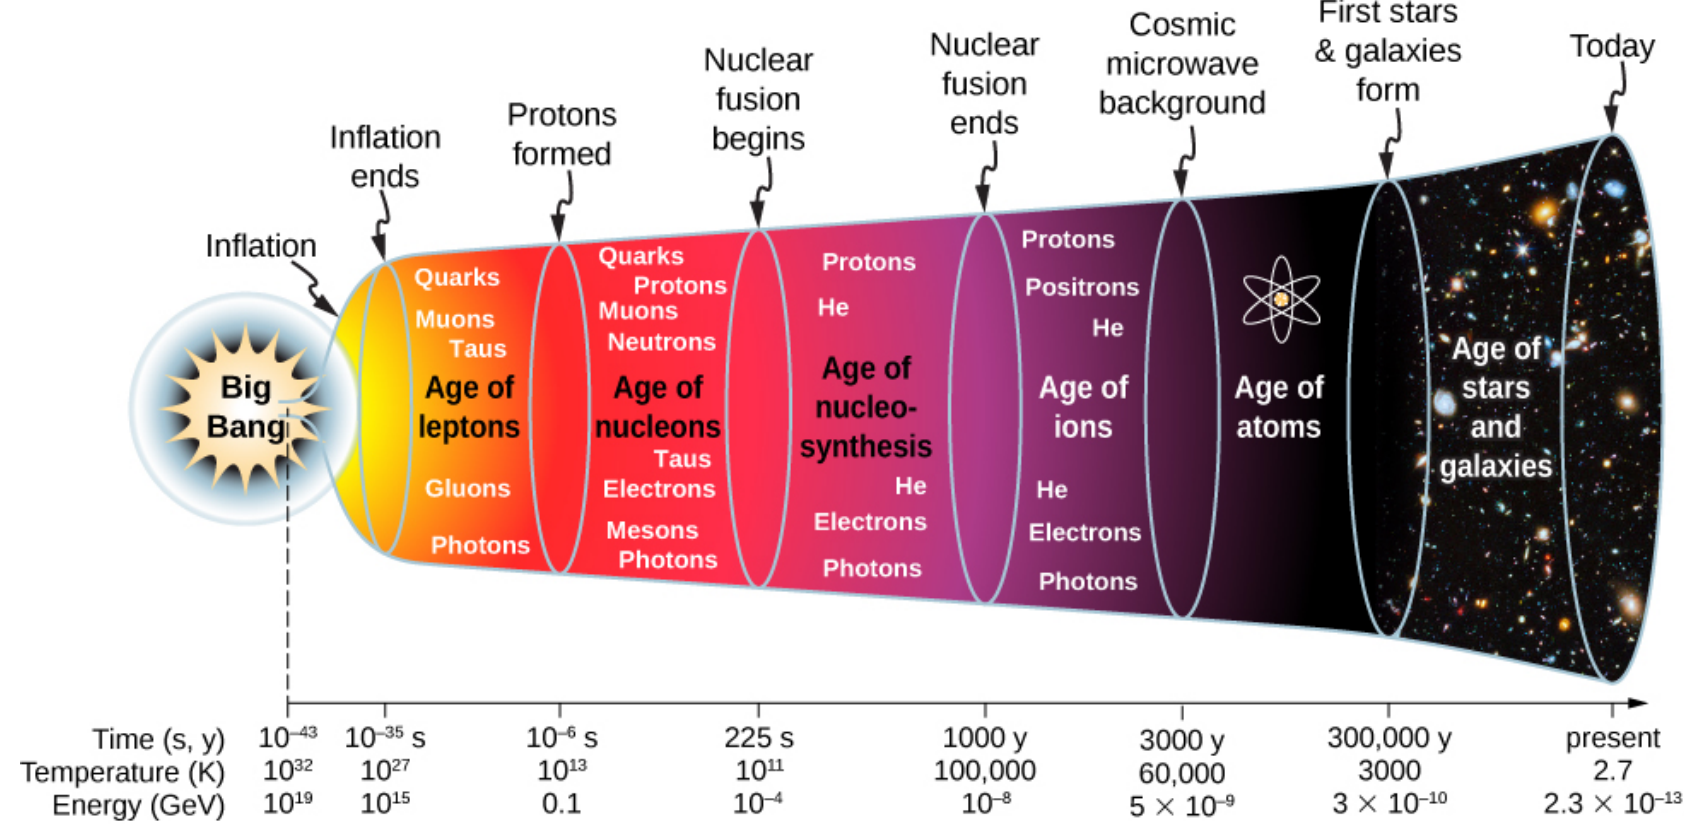 Inflation
Inflation
ends
Protons
formed
Nuclear
fusion
begins
Nuclear
fusion
ends
Cosmic
microwave
background
First stars
& galaxies
form
Today
Big
Bang
Quarks
Muons
Taus
Age of
leptons
Gluons
Photons
Quarks
Protons
Muons
Neutrons
Age of
nucleons
Taus
Electrons
Mesons
Photons
Protons
He
Age of
nucleo-
synthesis
He
Electrons
Photons
Protons
Positrons
He
Age of
ions
He
Electrons
Photons
Age of
atoms
Age of
stars
and
galaxies
Time (s, y) 10⁻⁴³ 10⁻³⁵ s 10⁻⁶ s 225 s 1000 y 3000 y 300,000 y present
Temperature (K) 10³² 10²⁷ 10¹³ 10¹¹ 100,000 60,000 3000 2.7
Energy (GeV) 10¹⁹ 10¹⁵ 0.1 10⁻⁴ 10⁻⁸ 5 × 10⁻⁹ 3 × 10⁻¹⁰ 2.3 × 10⁻¹³